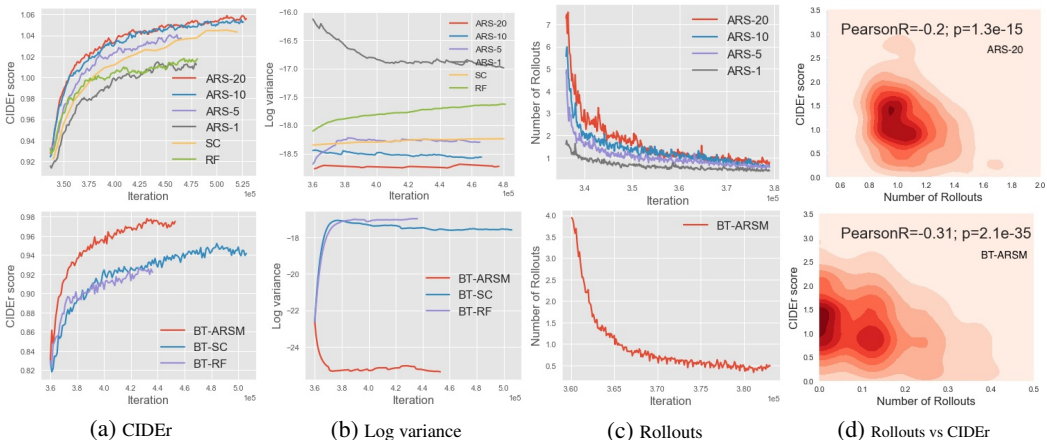 1.06
1.04
1.02
1.00
0.98
0.96
0.94
0.92
CIDEr score
ARS-20
ARS-10
ARS-5
ARS-1
SC
RF
3.50 3.75 4.00 4.25 4.50 4.75 5.00 5.25
1e5
Iteration
-16.0
-16.5
-17.0
-17.5
-18.0
-18.5
Log variance
ARS-20
ARS-10
ARS-5
ARS-1
SC
RF
3.6 3.8 4.0 4.2 4.4 4.6 4.8
1e5
Iteration
7
6
5
4
3
2
1
Number of Rollouts
ARS-20
ARS-10
ARS-5
ARS-1
3.4 3.5 3.6 3.7 3.8
1e5
Iteration
3.5
3.0
2.5
2.0
1.5
1.0
0.5
0.0
CIDEr score
PearsonR=-0.2; p=1.3e-15
ARS-20
0.6 0.8 1.0 1.2 1.4 1.6 1.8 2.0
Number of Rollouts
0.98
0.96
0.94
0.92
0.90
0.88
0.86
0.84
0.82
CIDEr score
BT-ARSM
BT-SC
BT-RF
3.6 3.8 4.0 4.2 4.4 4.6 4.8 5.0
1e5
Iteration
-18
-20
-22
-24
Log variance
BT-ARSM
BT-SC
BT-RF
3.6 3.8 4.0 4.2 4.4 4.6 4.8 5.0
1e5
Iteration
4.0
3.5
3.0
2.5
2.0
1.5
1.0
0.5
Number of Rollouts
BT-ARSM
3.60 3.65 3.70 3.75 3.80
1e5
Iteration
3.5
3.0
2.5
2.0
1.5
1.0
0.5
0.0
CIDEr score
PearsonR=-0.31; p=2.1e-35
BT-ARSM
0.0 0.1 0.2 0.3 0.4 0.5
Number of Rollouts
(a) CIDEr
(b) Log variance
(c) Rollouts
(d) Rollouts vs CIDEr